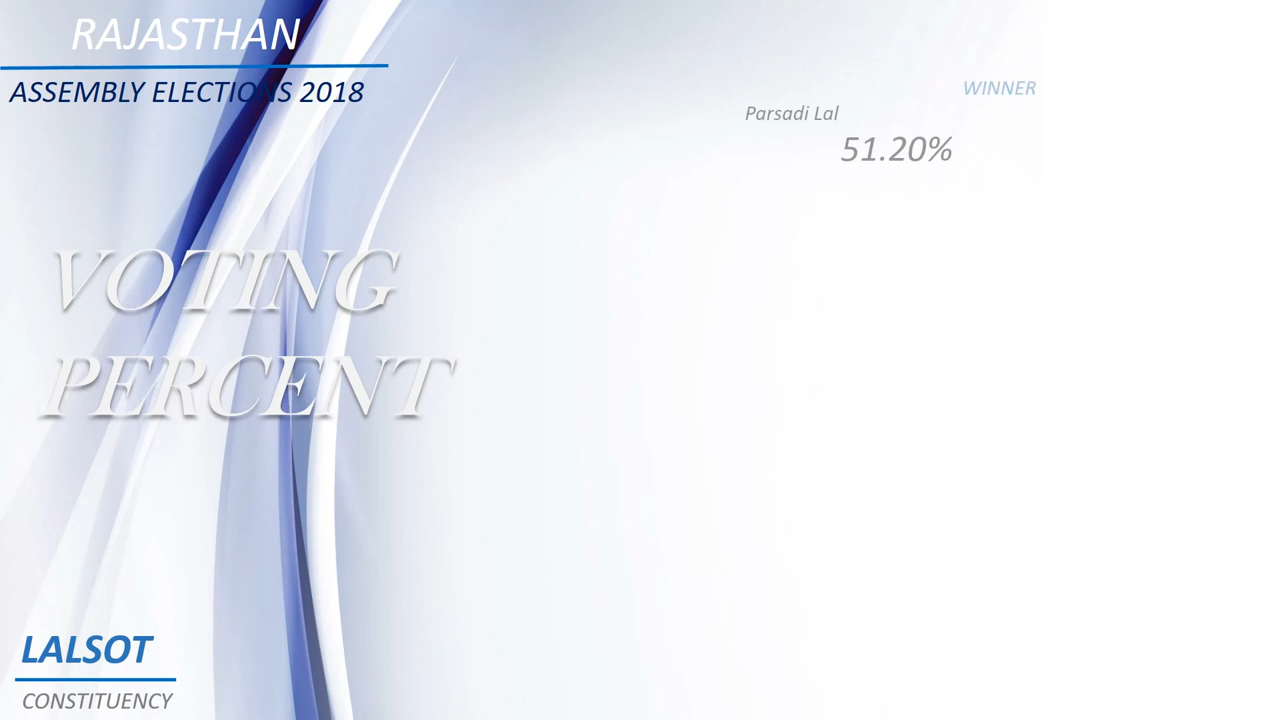 RAJASTHAN
ASSEMBLY ELECTIONS 2018
WINNER
Parsadi Lal
51.20%
VOTING
PERCENT
LALSOT
CONSTITUENCY